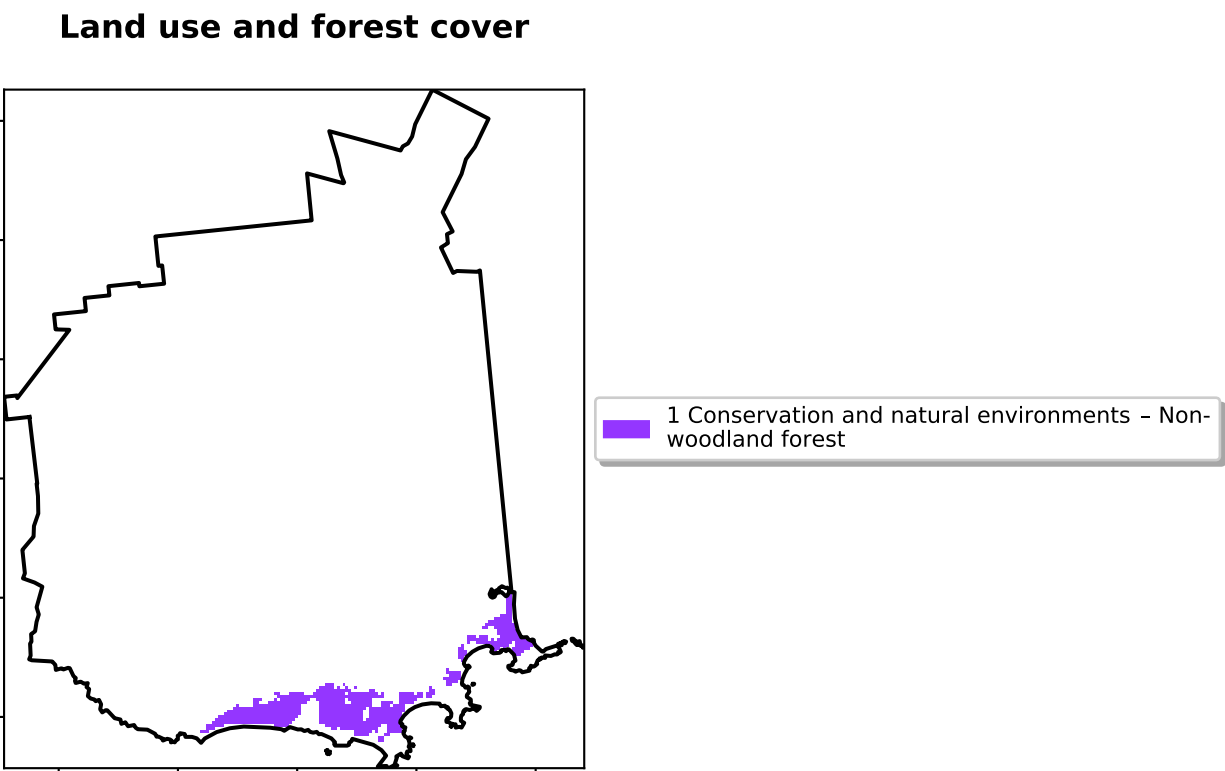 Land use and forest cover
1 Conservation and natural environments – Non-
woodland forest